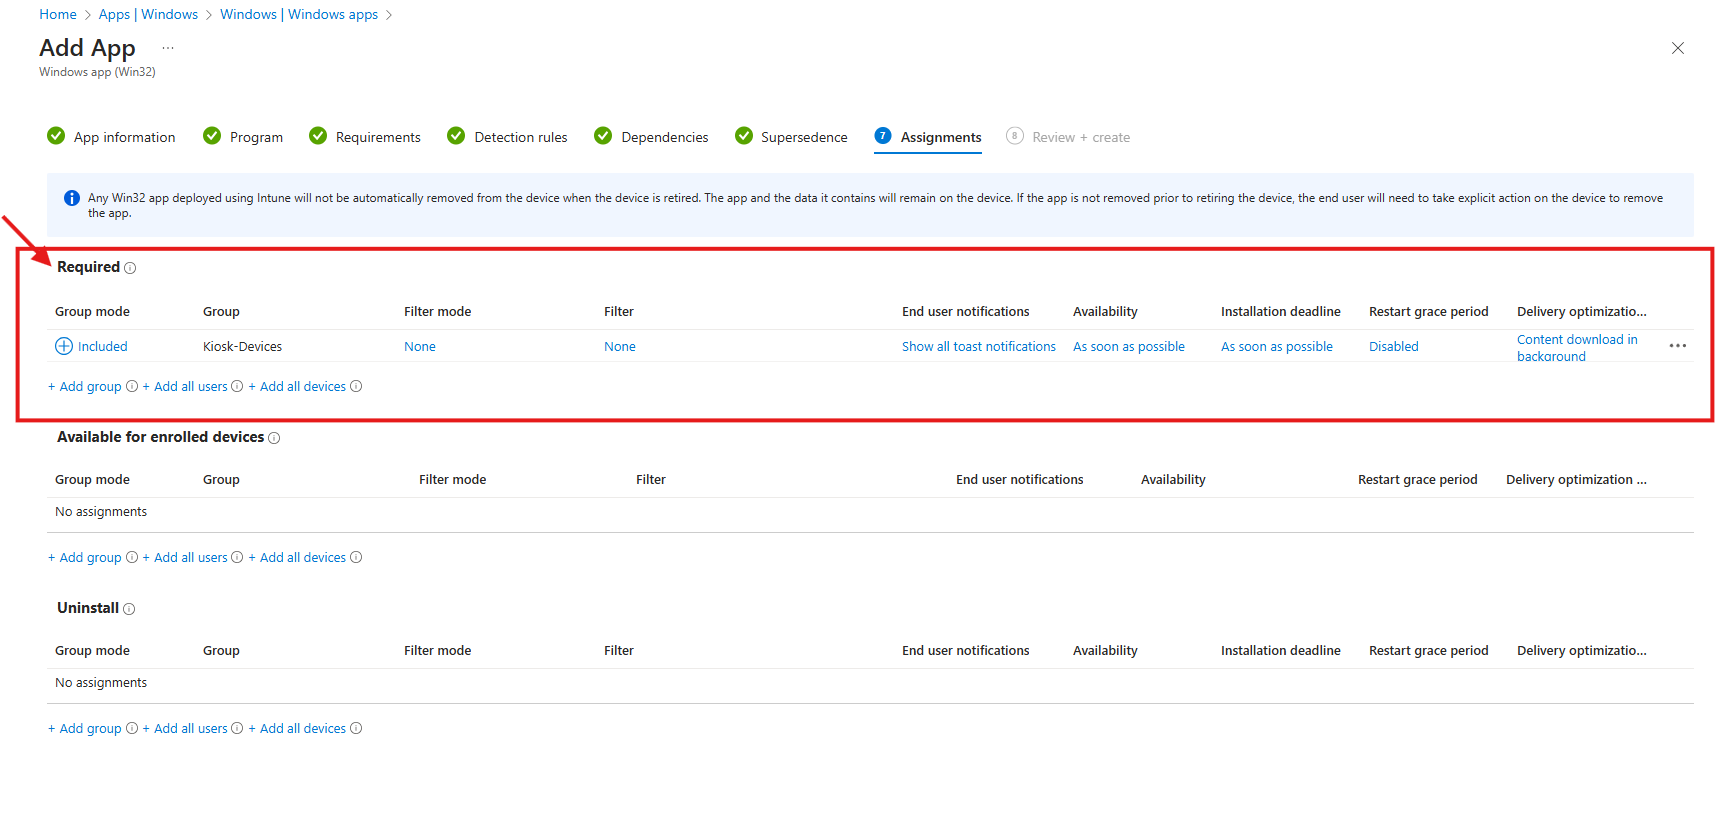 Home > Apps | Windows > Windows | Windows apps >
Add App ...
Windows app (Win32)
App information Program Requirements Detection rules Dependencies Supersedence 7 Assignments 8 Review + create
Any Win32 app deployed using Intune will not be automatically removed from the device when the device is retired. The app and the data it contains will remain on the device. If the app is not removed prior to retiring the device, the end user will need to take explicit action on the device to remove
the app.
Required
Group mode Group Filter mode Filter End user notifications Availability Installation deadline Restart grace period Delivery optimizatio...
Included Kiosk-Devices None None Show all toast notifications As soon as possible As soon as possible Disabled Content download in
background
+ Add group + Add all users + Add all devices
Available for enrolled devices
Group mode Group Filter mode Filter End user notifications Availability Restart grace period Delivery optimization ...
No assignments
+ Add group + Add all users + Add all devices
Uninstall
Group mode Group Filter mode Filter End user notifications Availability Installation deadline Restart grace period Delivery optimizatio...
No assignments
+ Add group + Add all users + Add all devices